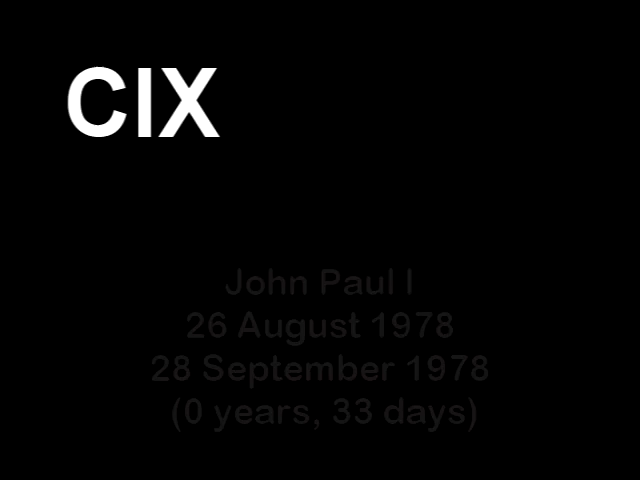 CIX
John Paul I
26 August 1978
28 September 1978
(0 years, 33 days)